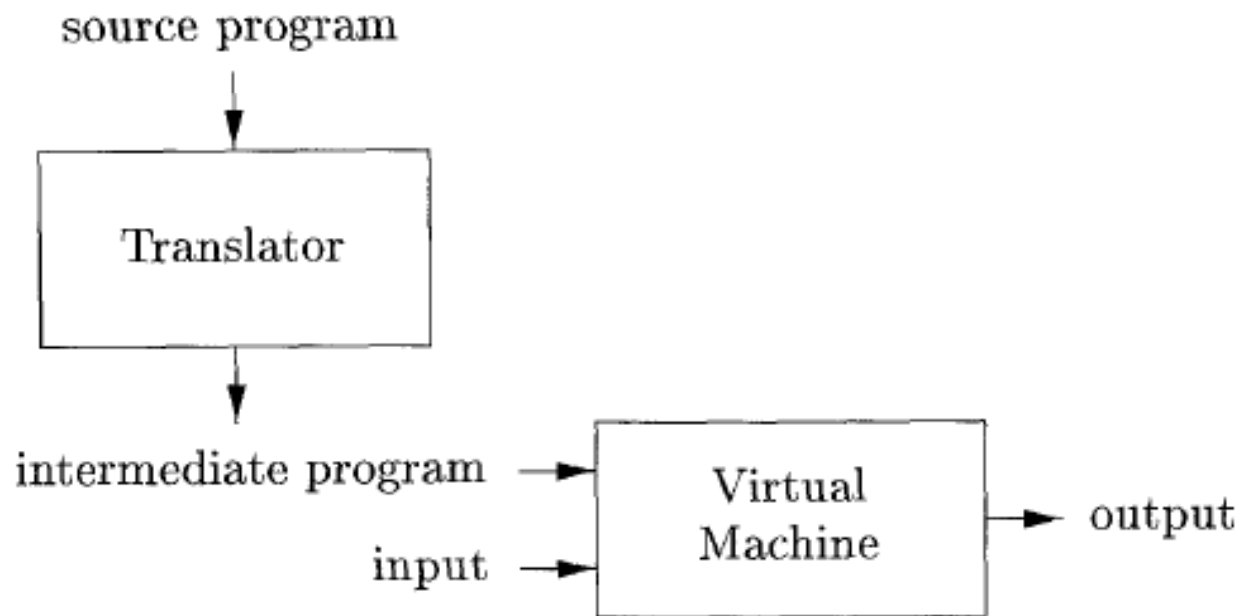 source program
Translator
intermediate program
input
Virtual
Machine
output